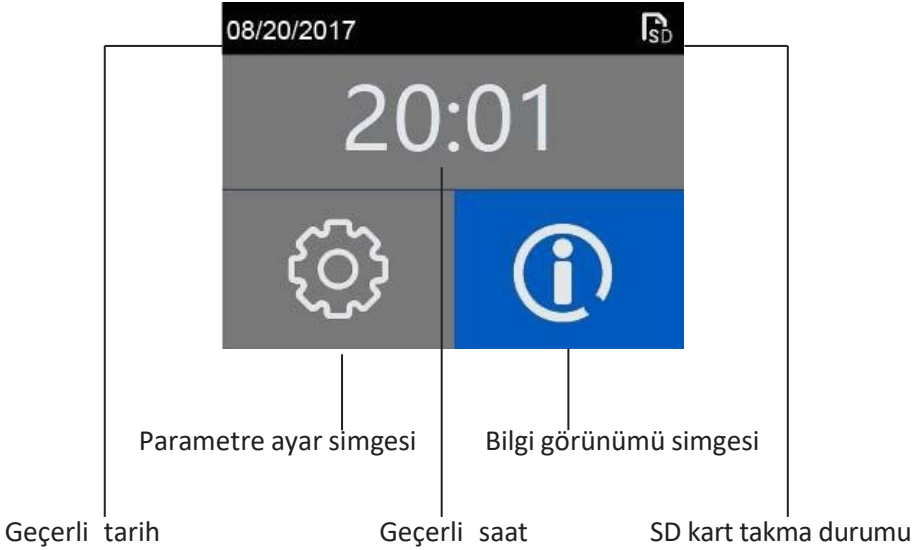 08/20/2017 SD
20:01
Parametre ayar simgesi Bilgi görünümü simgesi
Geçerli tarih Geçerli saat SD kart takma durumu